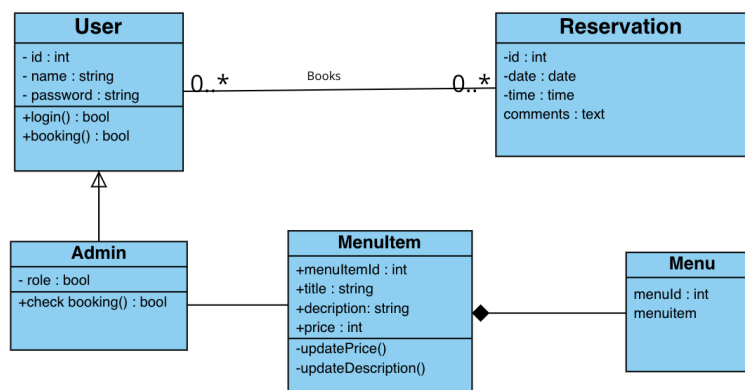 User
- id : int
- name : string
- password : string
+login() : bool
+booking() : bool
0..*
Books
0..*
Reservation
-id : int
-date : date
-time : time
comments : text
Admin
- role : bool
+check booking() : bool
MenuItem
+menuItemId : int
+title : string
+decription: string
+price : int
-updatePrice()
-updateDescription()
Menu
menuId : int
menuitem